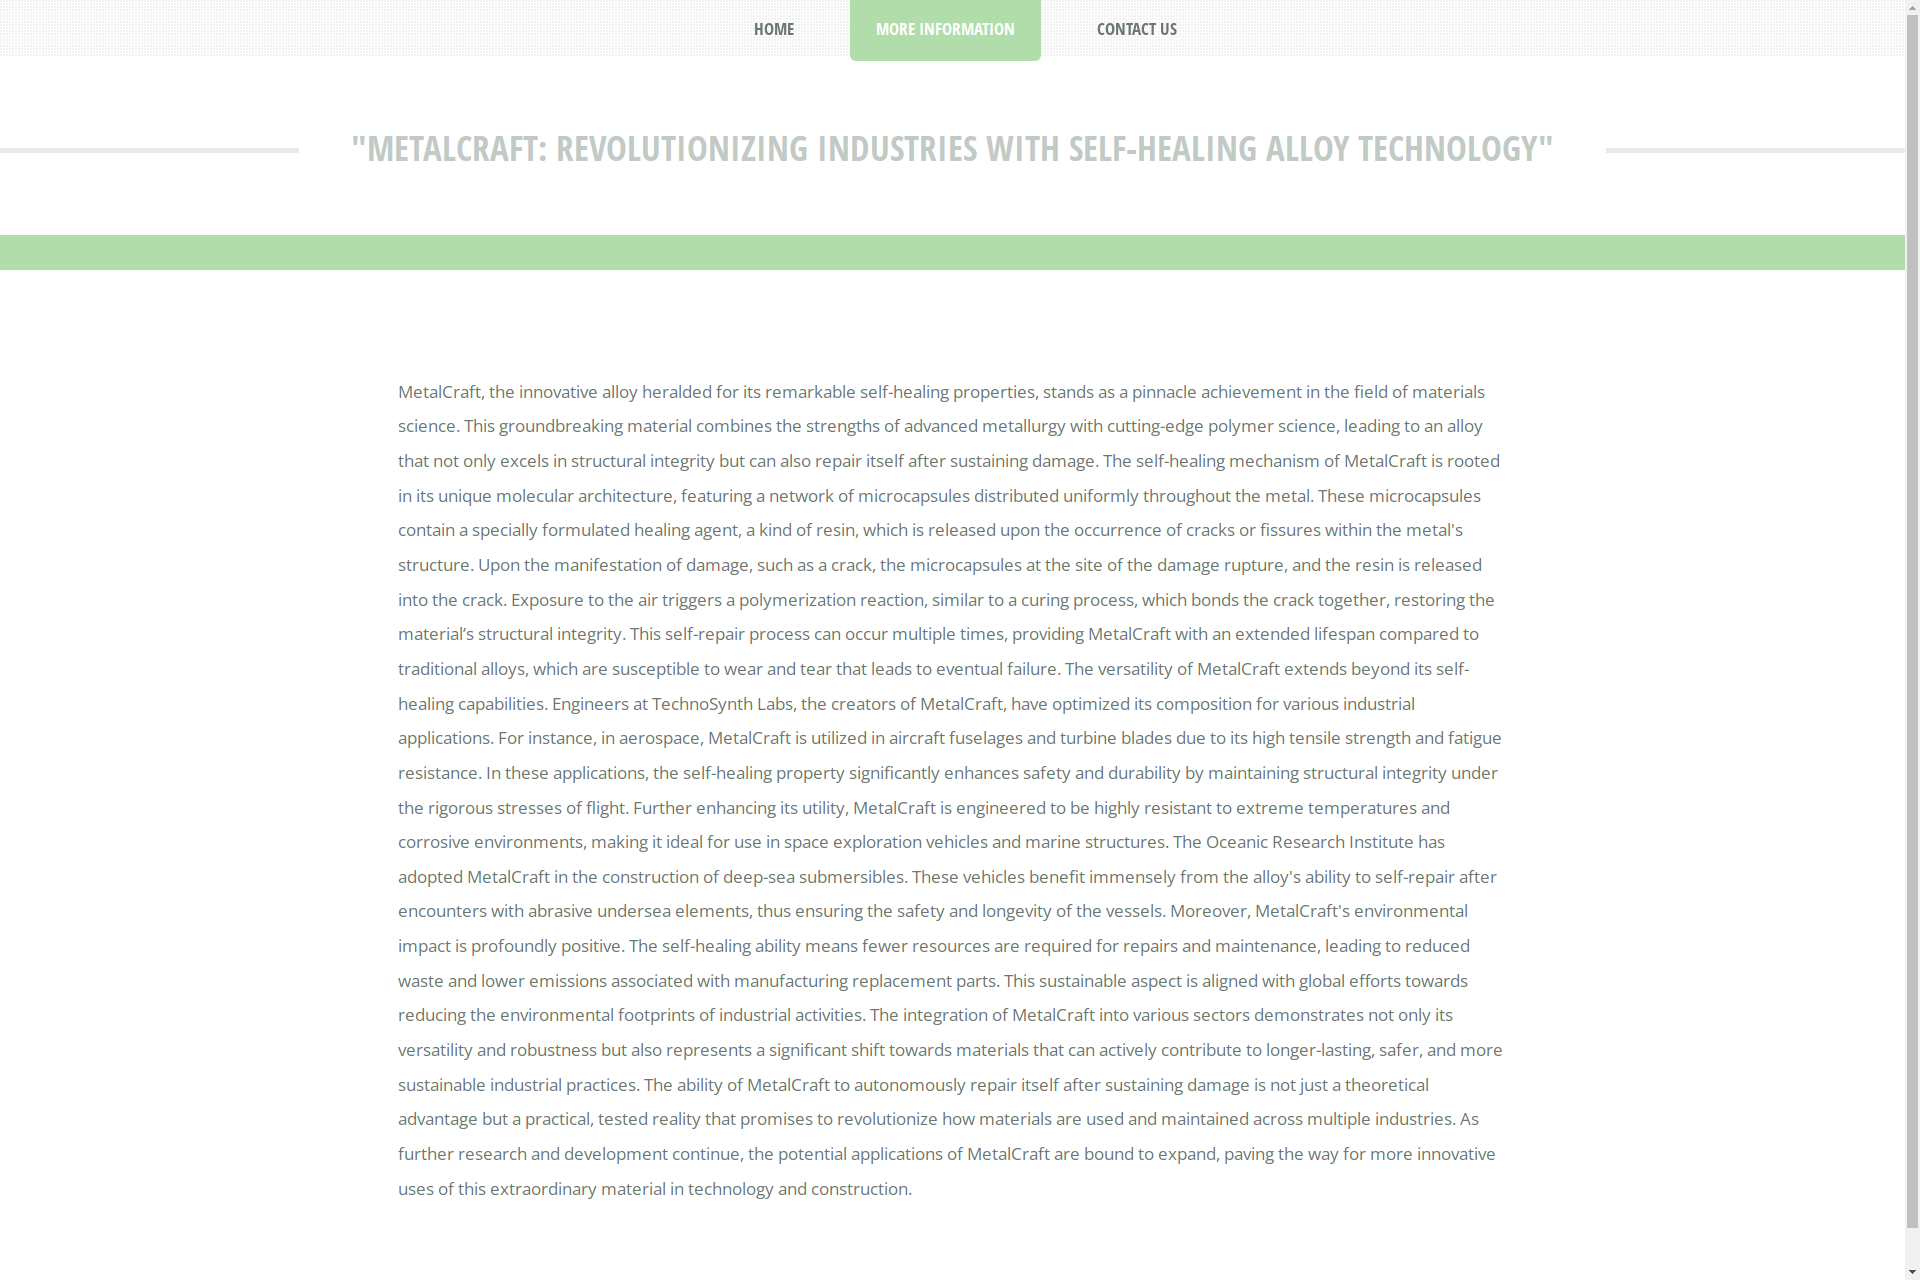 HOME
MORE INFORMATION
CONTACT US
"METALCRAFT: REVOLUTIONIZING INDUSTRIES WITH SELF-HEALING ALLOY TECHNOLOGY"
MetalCraft, the innovative alloy heralded for its remarkable self-healing properties, stands as a pinnacle achievement in the field of materials
science. This groundbreaking material combines the strengths of advanced metallurgy with cutting-edge polymer science, leading to an alloy
that not only excels in structural integrity but can also repair itself after sustaining damage. The self-healing mechanism of MetalCraft is rooted
in its unique molecular architecture, featuring a network of microcapsules distributed uniformly throughout the metal. These microcapsules
contain a specially formulated healing agent, a kind of resin, which is released upon the occurrence of cracks or fissures within the metal's
structure. Upon the manifestation of damage, such as a crack, the microcapsules at the site of the damage rupture, and the resin is released
into the crack. Exposure to the air triggers a polymerization reaction, similar to a curing process, which bonds the crack together, restoring the
material’s structural integrity. This self-repair process can occur multiple times, providing MetalCraft with an extended lifespan compared to
traditional alloys, which are susceptible to wear and tear that leads to eventual failure. The versatility of MetalCraft extends beyond its self-
healing capabilities. Engineers at TechnoSynth Labs, the creators of MetalCraft, have optimized its composition for various industrial
applications. For instance, in aerospace, MetalCraft is utilized in aircraft fuselages and turbine blades due to its high tensile strength and fatigue
resistance. In these applications, the self-healing property significantly enhances safety and durability by maintaining structural integrity under
the rigorous stresses of flight. Further enhancing its utility, MetalCraft is engineered to be highly resistant to extreme temperatures and
corrosive environments, making it ideal for use in space exploration vehicles and marine structures. The Oceanic Research Institute has
adopted MetalCraft in the construction of deep-sea submersibles. These vehicles benefit immensely from the alloy's ability to self-repair after
encounters with abrasive undersea elements, thus ensuring the safety and longevity of the vessels. Moreover, MetalCraft's environmental
impact is profoundly positive. The self-healing ability means fewer resources are required for repairs and maintenance, leading to reduced
waste and lower emissions associated with manufacturing replacement parts. This sustainable aspect is aligned with global efforts towards
reducing the environmental footprints of industrial activities. The integration of MetalCraft into various sectors demonstrates not only its
versatility and robustness but also represents a significant shift towards materials that can actively contribute to longer-lasting, safer, and more
sustainable industrial practices. The ability of MetalCraft to autonomously repair itself after sustaining damage is not just a theoretical
advantage but a practical, tested reality that promises to revolutionize how materials are used and maintained across multiple industries. As
further research and development continue, the potential applications of MetalCraft are bound to expand, paving the way for more innovative
uses of this extraordinary material in technology and construction.